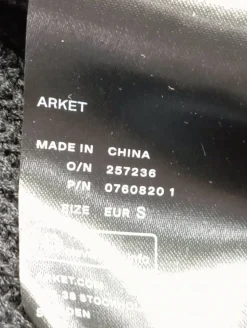 ARKET
MADE IN CHINA
O/N 257236
P/N 0760820 1
SIZE EUR S